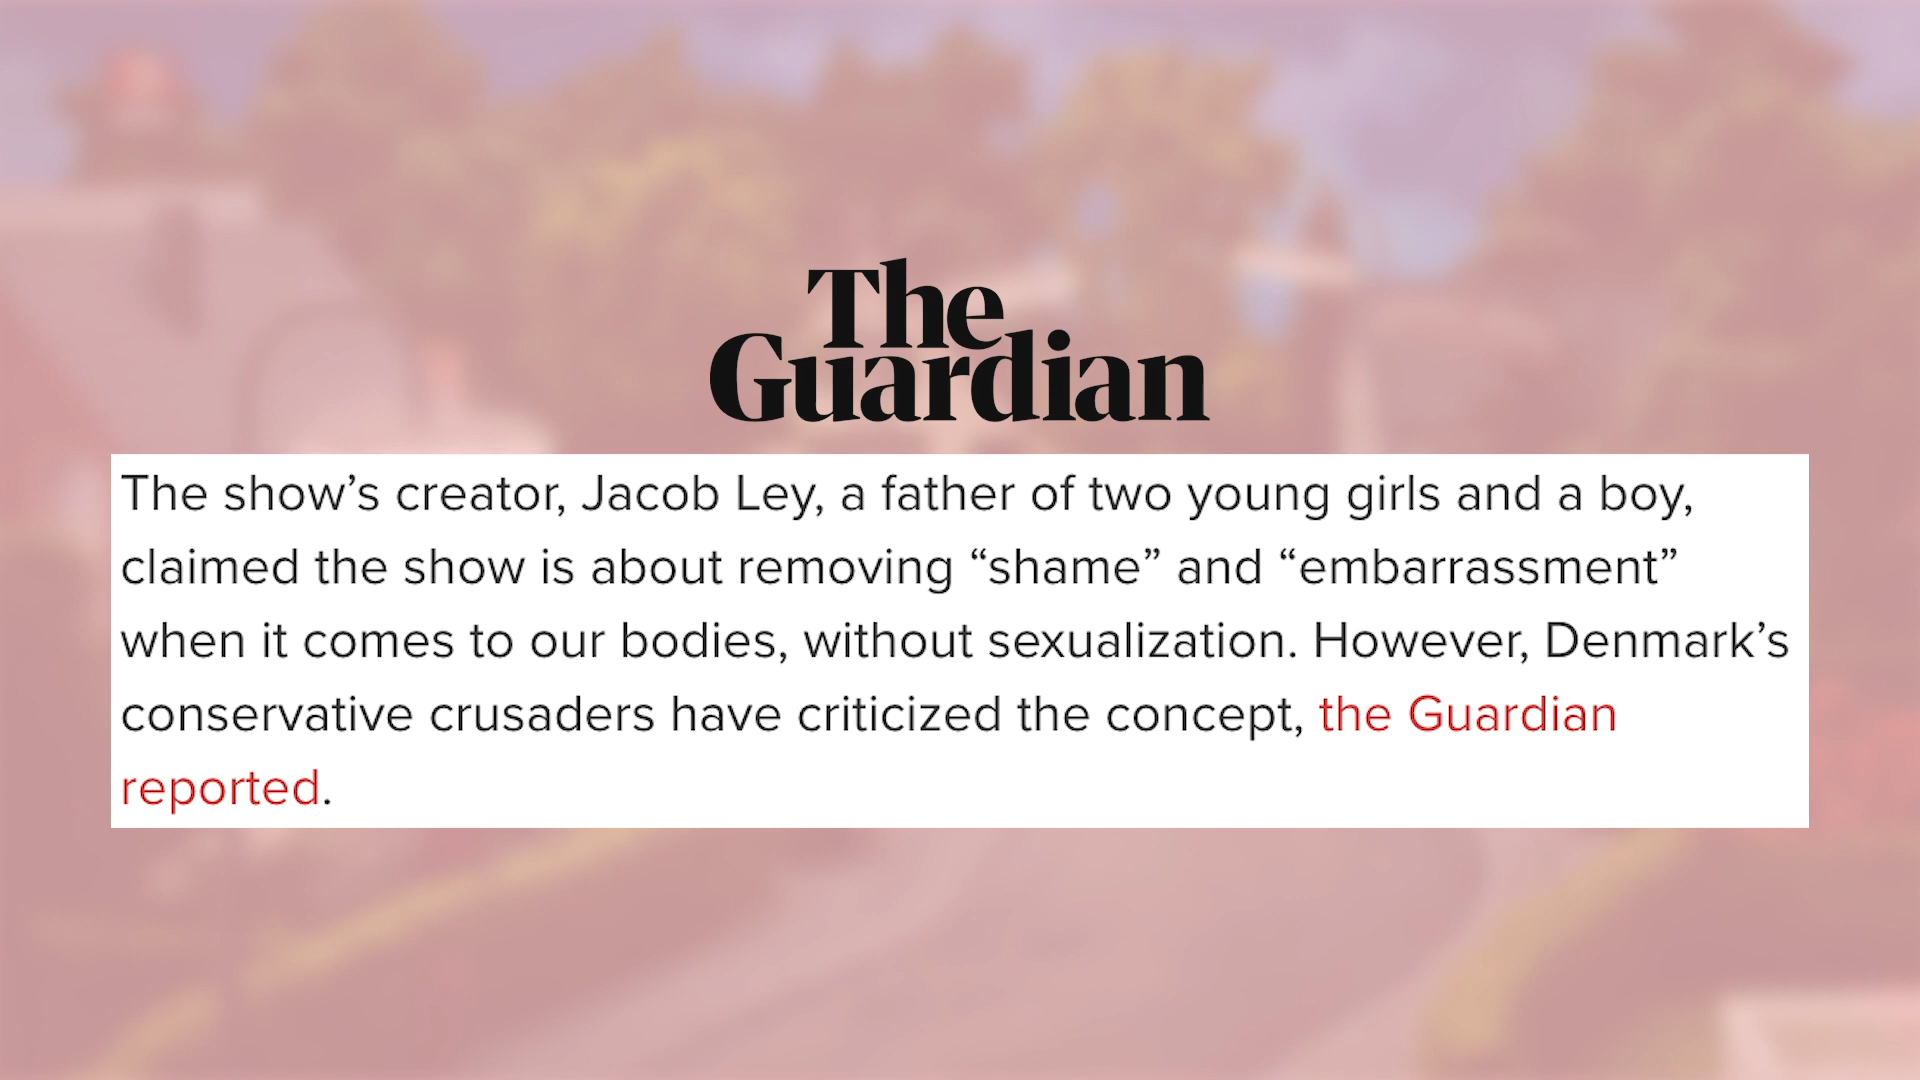 The
Guardian
The show’s creator, Jacob Ley, a father of two young girls and a boy,
claimed the show is about removing “shame” and “embarrassment”
when it comes to our bodies, without sexualization. However, Denmark’s
conservative crusaders have criticized the concept, the Guardian
reported.